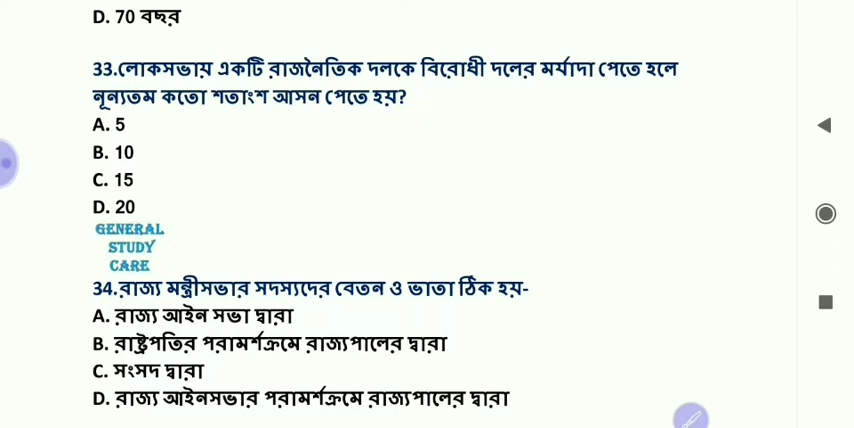 D. 70 বছর
33.লোকসভায় একটি রাজনৈতিক দলকে বিরোধী দলের মর্যাদা পেতে হলে
নূন্যতম কতো শতাংশ আসন পেতে হয়?
A. 5
B. 10
C. 15
D. 20
GENERAL
STUDY
CARE
34.রাজ্য মন্ত্রীসভার সদস্যদের বেতন ও ভাতা ঠিক হয়-
A. রাজ্য আইন সভা দ্বারা
B. রাষ্ট্রপতির পরামর্শক্রমে রাজ্যপালের দ্বারা
C. সংসদ দ্বারা
D. রাজ্য আইনসভার পরামর্শক্রমে রাজ্যপালের দ্বারা